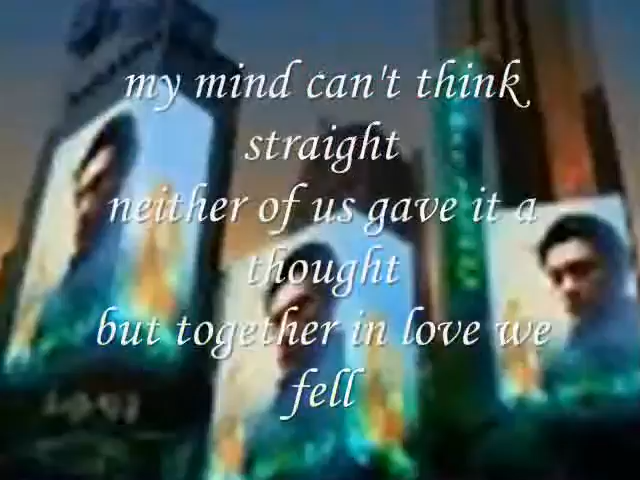 my mind can't think
straight
neither of us gave it a
thought
but together in love we
fell